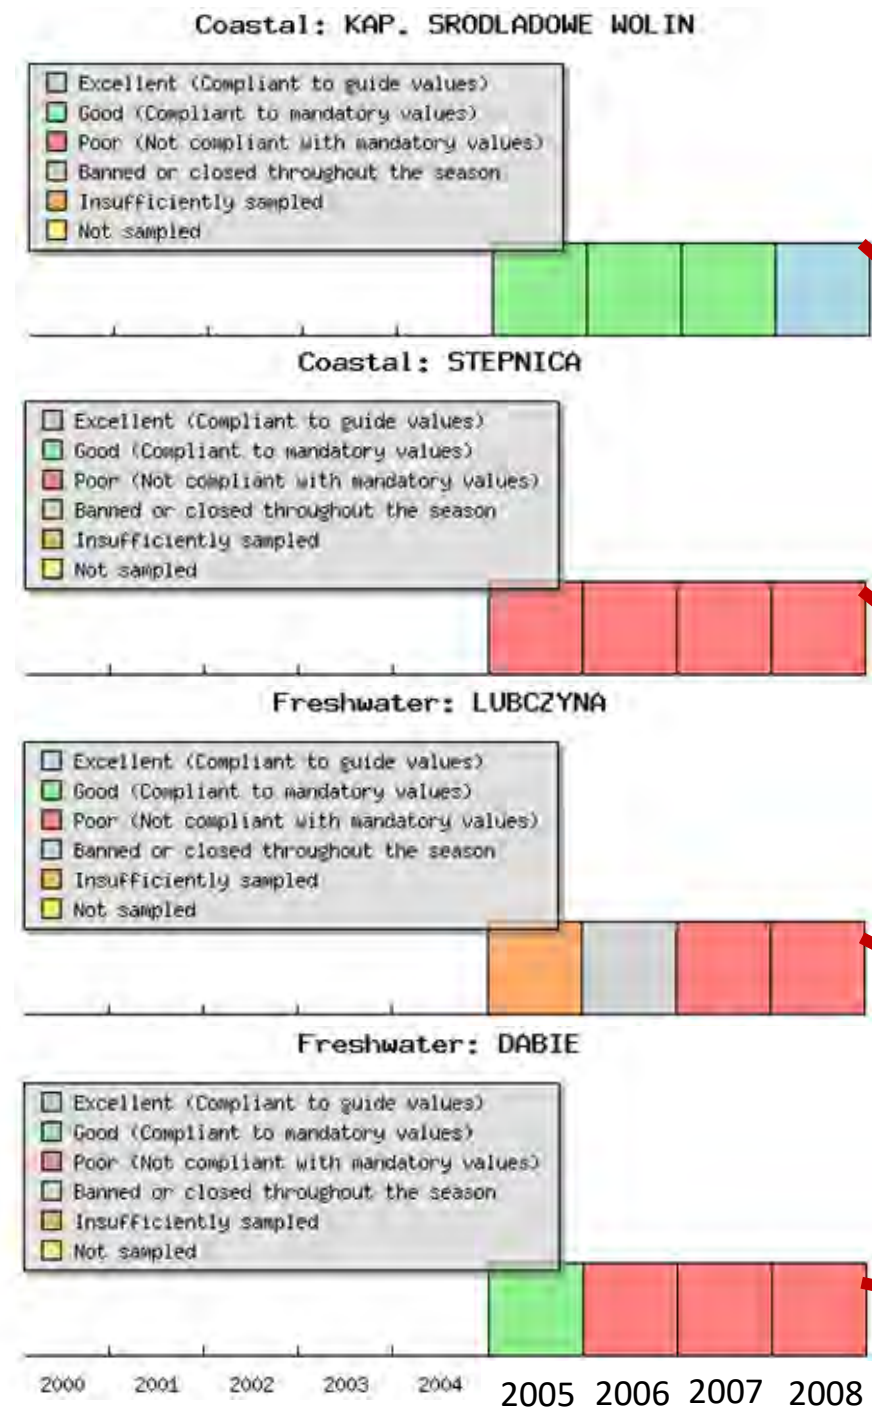 Coastal: KAP. SRODLADOWE WOLIN
Excellent (Compliant to guide values)
Good (Compliant to mandatory values)
Poor (Not compliant with mandatory values)
Banned or closed throughout the season
Insufficiently sampled
Not sampled
Coastal: STEPNICA
Excellent (Compliant to guide values)
Good (Compliant to mandatory values)
Poor (Not compliant with mandatory values)
Banned or closed throughout the season
Insufficiently sampled
Not sampled
Freshwater: LUBCZYNA
Excellent (Compliant to guide values)
Good (Compliant to mandatory values)
Poor (Not compliant with mandatory values)
Banned or closed throughout the season
Insufficiently sampled
Not sampled
Freshwater: DABIE
Excellent (Compliant to guide values)
Good (Compliant to mandatory values)
Poor (Not compliant with mandatory values)
Banned or closed throughout the season
Insufficiently sampled
Not sampled
2000 2001 2002 2003 2004 2005 2006 2007 2008